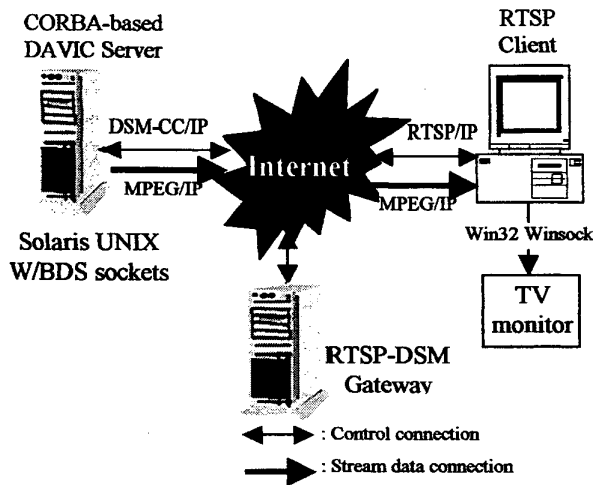 CORBA-based
DAVIC Server
RTSP
Client
DSM-CC/IP
RTSP/IP
Internet
MPEG/IP
MPEG/IP
Solaris UNIX
W/BDS sockets
Win32 Winsock
TV
monitor
RTSP-DSM
Gateway
: Control connection
: Stream data connection